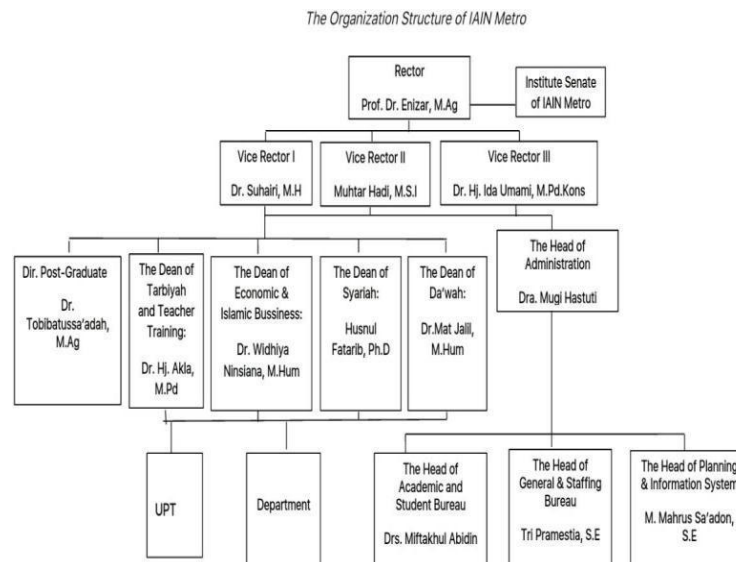 The Organization Structure of IAIN Metro
Rector
Prof. Dr. Enizar, M.Ag
Institute Senate
of IAIN Metro
Vice Rector I
Dr. Suhairi, M.H
Vice Rector II
Muhtar Hadi, M.S.I
Vice Rector III
Dr. Hj. Ida Umami, M.Pd.Kons
Dir. Post-Graduate
Dr.
Tobibatussa'adah,
M.Ag
The Dean of
Tarbiyah
and Teacher
Training:
Dr. Hj. Akla,
M.Pd
The Dean of
Economic &
Islamic Bussiness:
Dr. Widhiya
Ninsiana, M.Hum
The Dean of
Syariah:
Husnul
Fatarib, Ph.D
The Dean of
Da'wah:
Dr.Mat Jalil,
M.Hum
The Head of
Administration
Dra. Mugi Hastuti
UPT
Department
The Head of
Academic and
Student Bureau
Drs. Miftakhul Abidin
The Head of
General & Staffing
Bureau
Tri Pramestia, S.E
The Head of Planning
& Information System
M. Mahrus Sa'adon,
S.E